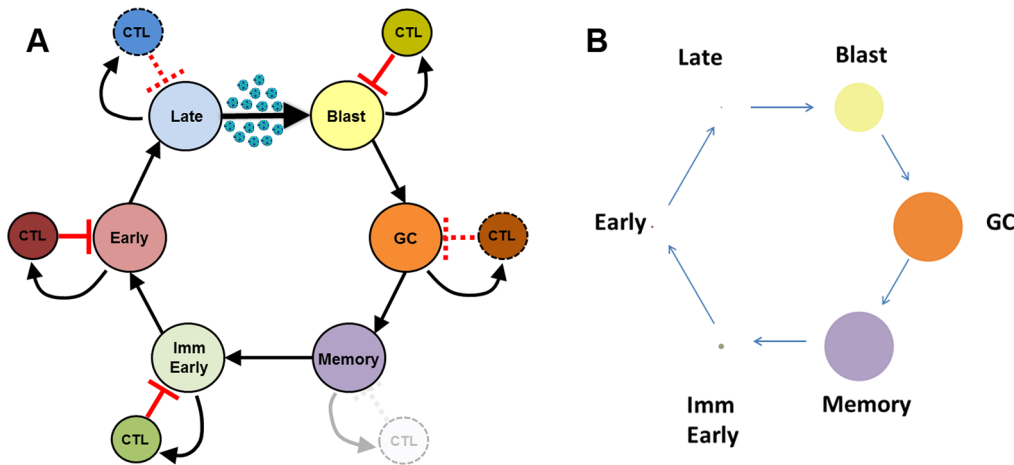 A
CTL
CTL
Late
Blast
CTL
Early
GC
CTL
Imm
Early
Memory
CTL
CTL
B
Late
Blast
Early
GC
Imm
Early
Memory